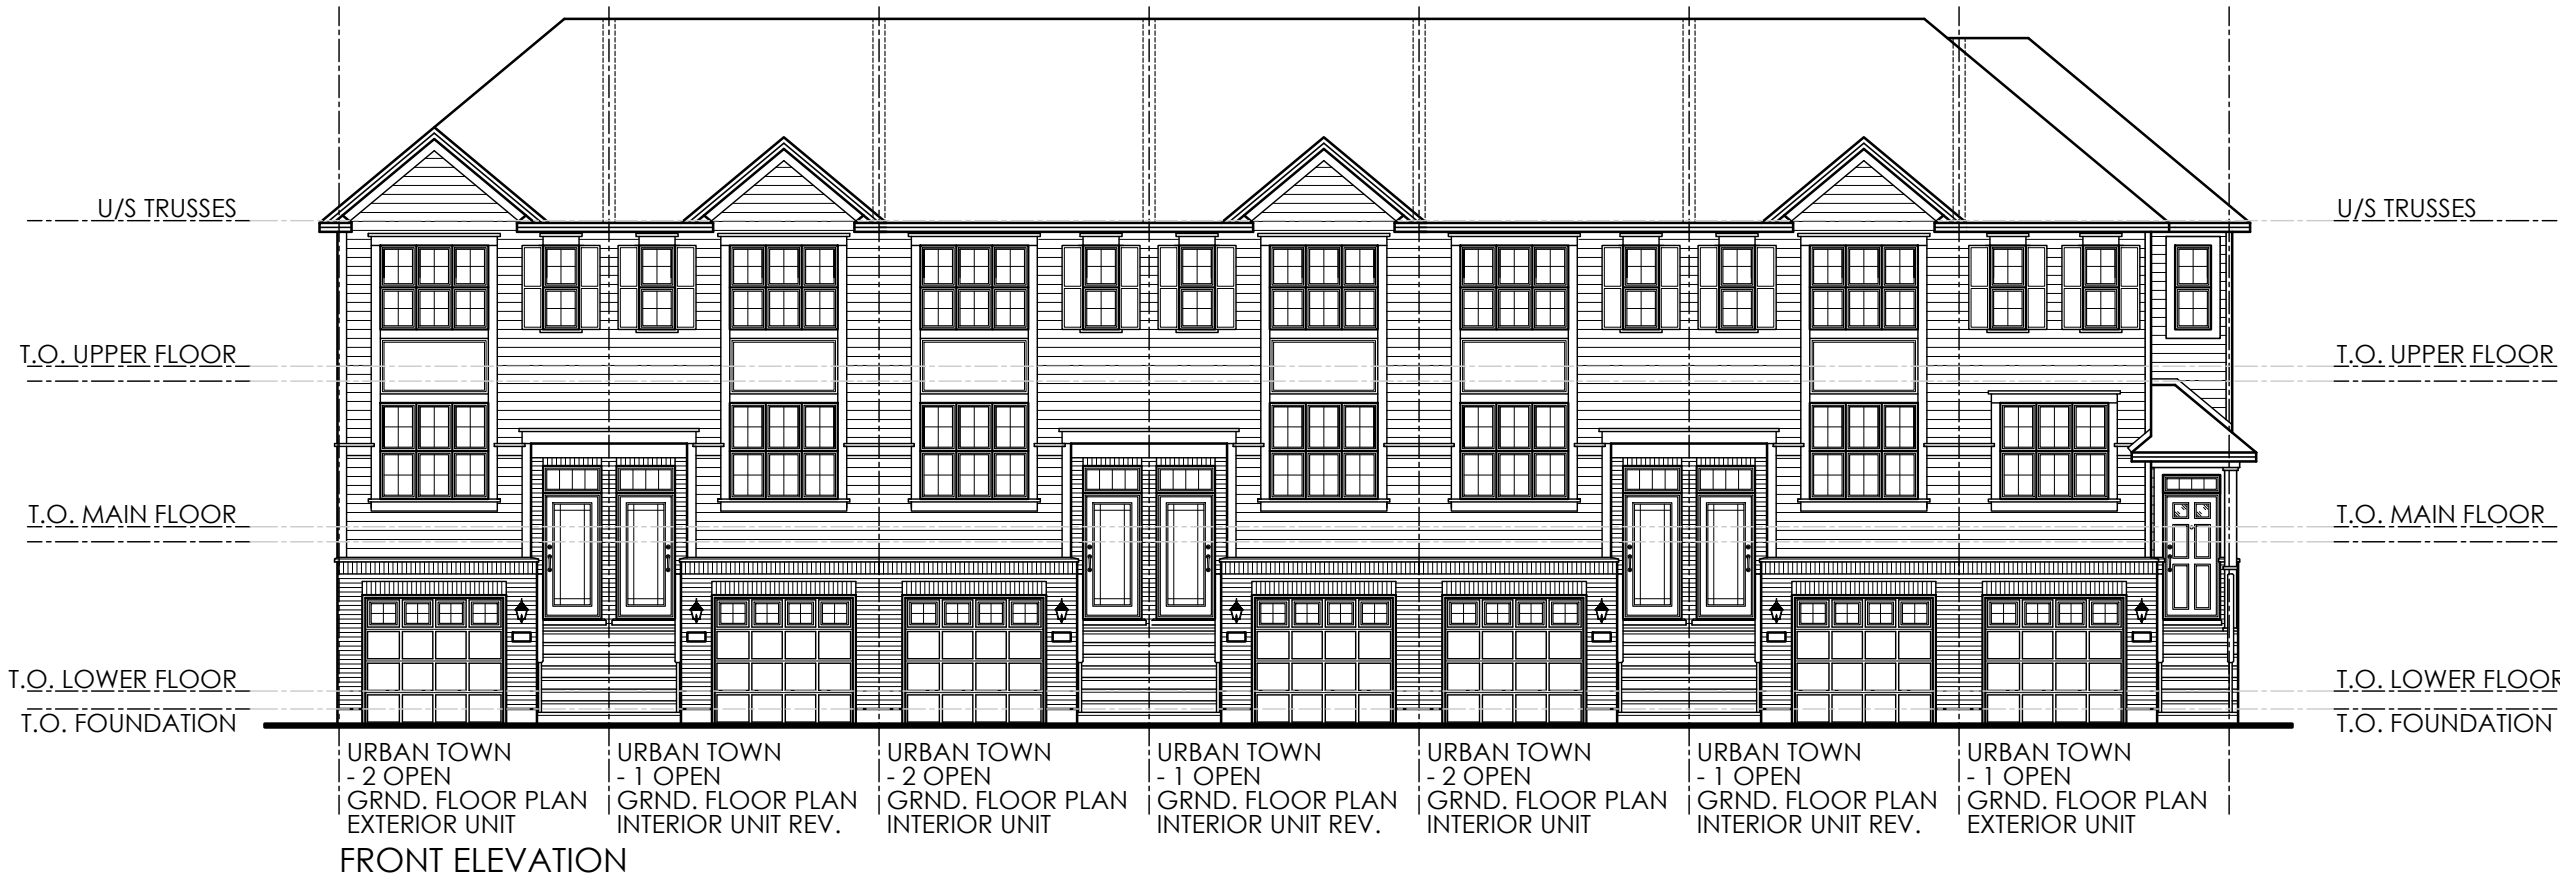 U/S TRUSSES
U/S TRUSSES
T.O. UPPER FLOOR
T.O. UPPER FLOOR
T.O. MAIN FLOOR
T.O. MAIN FLOOR
T.O. LOWER FLOOR
T.O. LOWER FLOOR
T.O. FOUNDATION
T.O. FOUNDATION
URBAN TOWN
- 2 OPEN
GRND. FLOOR PLAN
EXTERIOR UNIT
URBAN TOWN
- 1 OPEN
GRND. FLOOR PLAN
INTERIOR UNIT REV.
URBAN TOWN
- 2 OPEN
GRND. FLOOR PLAN
INTERIOR UNIT
URBAN TOWN
- 1 OPEN
GRND. FLOOR PLAN
INTERIOR UNIT REV.
URBAN TOWN
- 2 OPEN
GRND. FLOOR PLAN
INTERIOR UNIT
URBAN TOWN
- 1 OPEN
GRND. FLOOR PLAN
INTERIOR UNIT REV.
URBAN TOWN
- 1 OPEN
GRND. FLOOR PLAN
EXTERIOR UNIT
FRONT ELEVATION